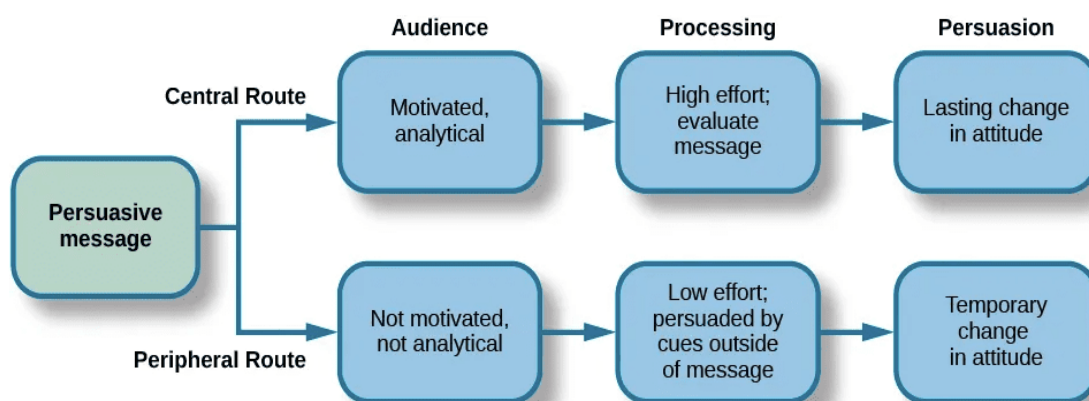 Audience
Processing
Persuasion
Central Route
Motivated,
analytical
High effort;
evaluate
message
Lasting change
in attitude
Persuasive
message
Peripheral Route
Not motivated,
not analytical
Low effort;
persuaded by
cues outside
of message
Temporary
change
in attitude